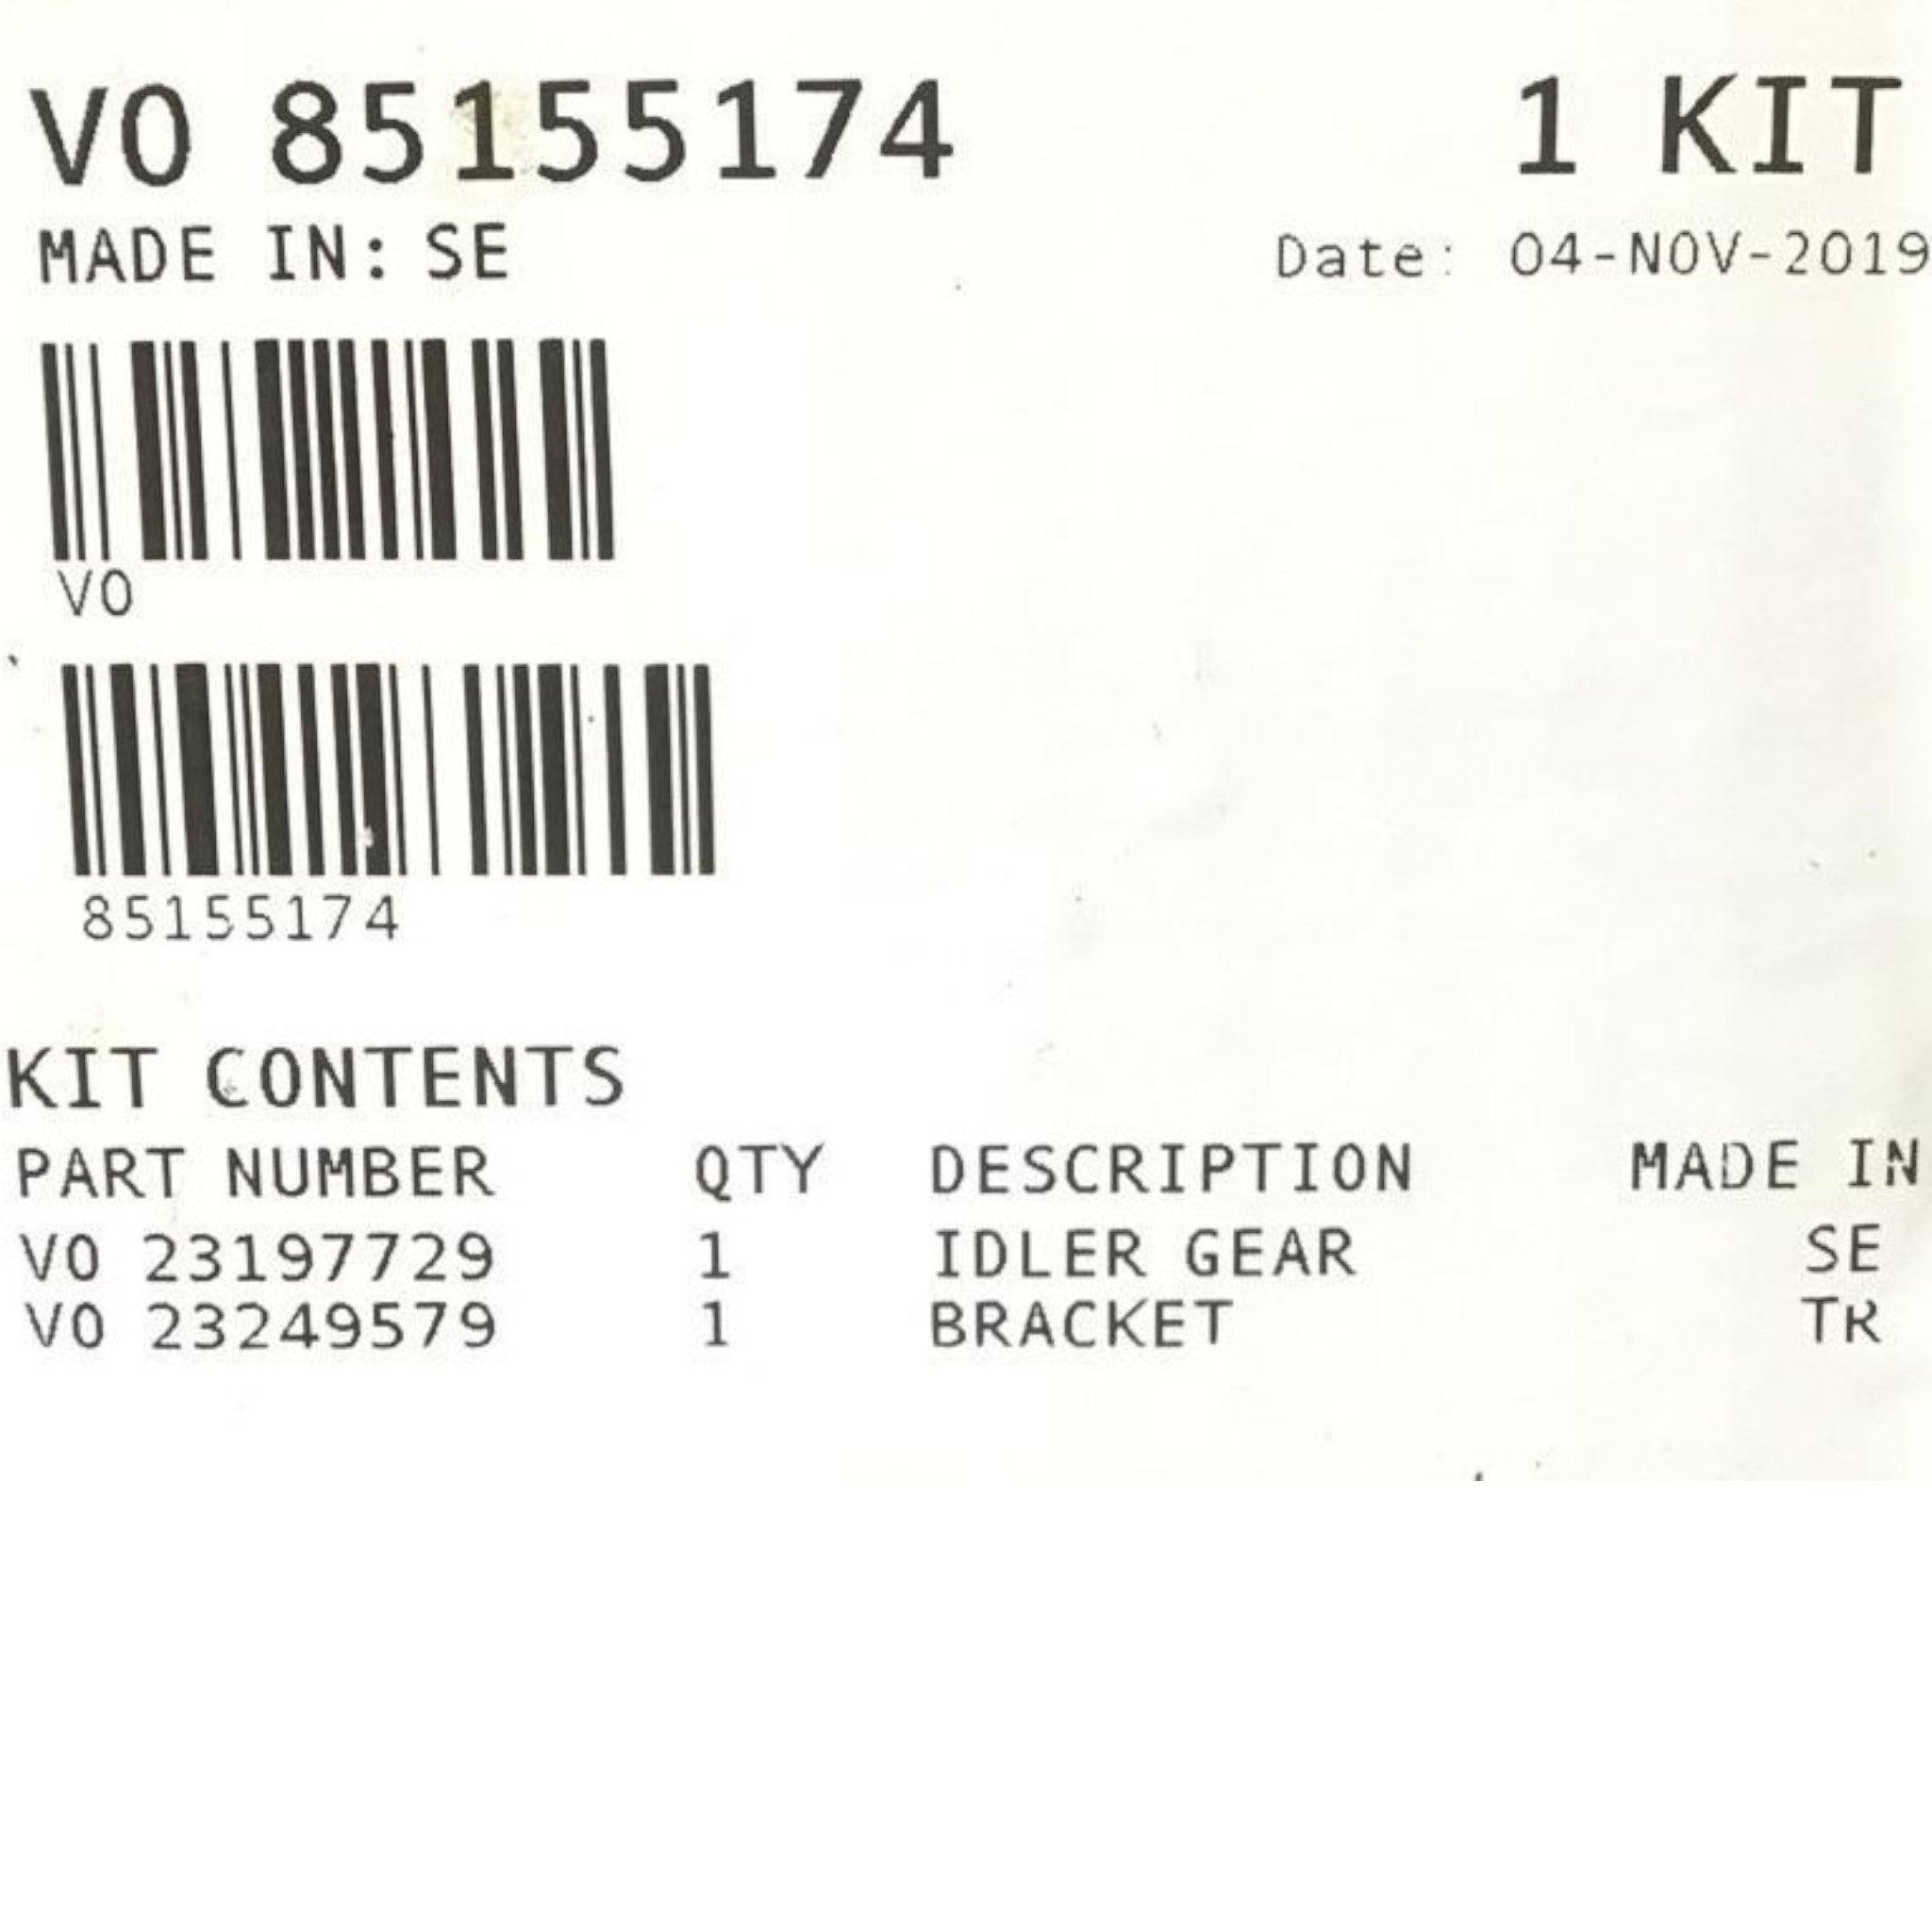 VO 85155174 1 KIT
MADE IN: SE Date: 04-NOV-2019
VO
85155174
KIT CONTENTS
PART NUMBER QTY DESCRIPTION MADE IN
VO 23197729 1 IDLER GEAR SE
VO 23249579 1 BRACKET TR